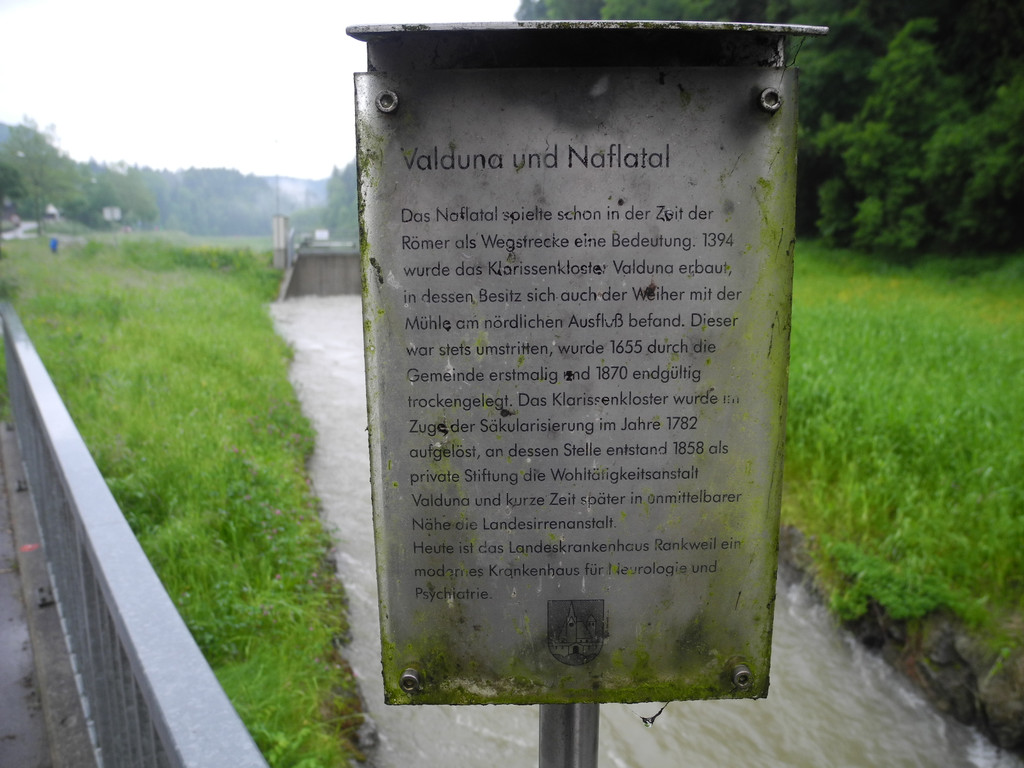 Valduna und Naflatal
Das Naflatal spielte schon in der Zeit der
Römer als Wegstrecke eine Bedeutung. 1394
wurde das Klarissenkloster Valduna erbaut,
in dessen Besitz sich auch der Weiher mit der
Mühle am nördlichen Ausfluß befand. Dieser
war stets umstritten, wurde 1655 durch die
Gemeinde erstmalig und 1870 endgültig
trockengelegt. Das Klarissenkloster wurde im
Zuge der Säkularisierung im Jahre 1782
aufgelöst, an dessen Stelle entstand 1858 als
private Stiftung die Wohltätigkeitsanstalt
Valduna und kurze Zeit später in unmittelbarer
Nähe die Landesirrenanstalt.
Heute ist das Landeskrankenhaus Rankweil ein
modernes Krankenhaus für Neurologie und
Psychiatrie.